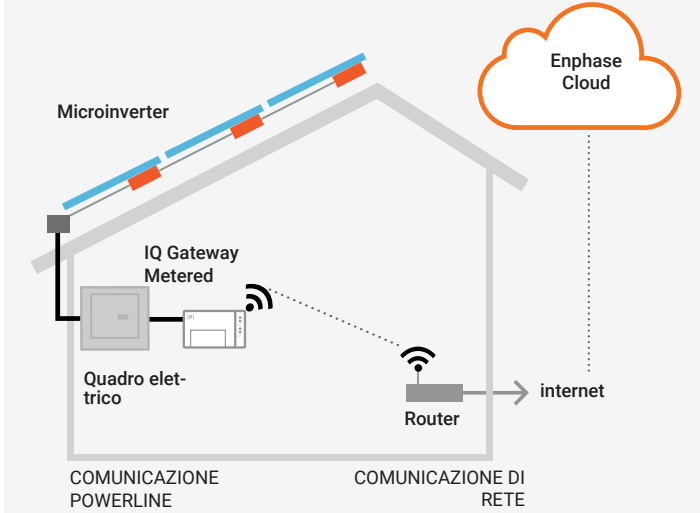 Enphase
Cloud
Microinverter
IQ Gateway
Metered
(e)
Quadro elet-
trico
internet
Router
COMUNICAZIONE
POWERLINE
COMUNICAZIONE DI
RETE